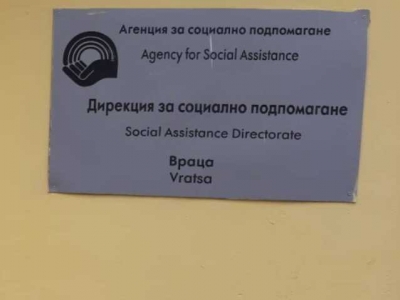 Агенция за социално подпомагане
Agency for Social Assistance
Дирекция за социално подпомагане
Social Assistance Directorate
Враца
Vratsa